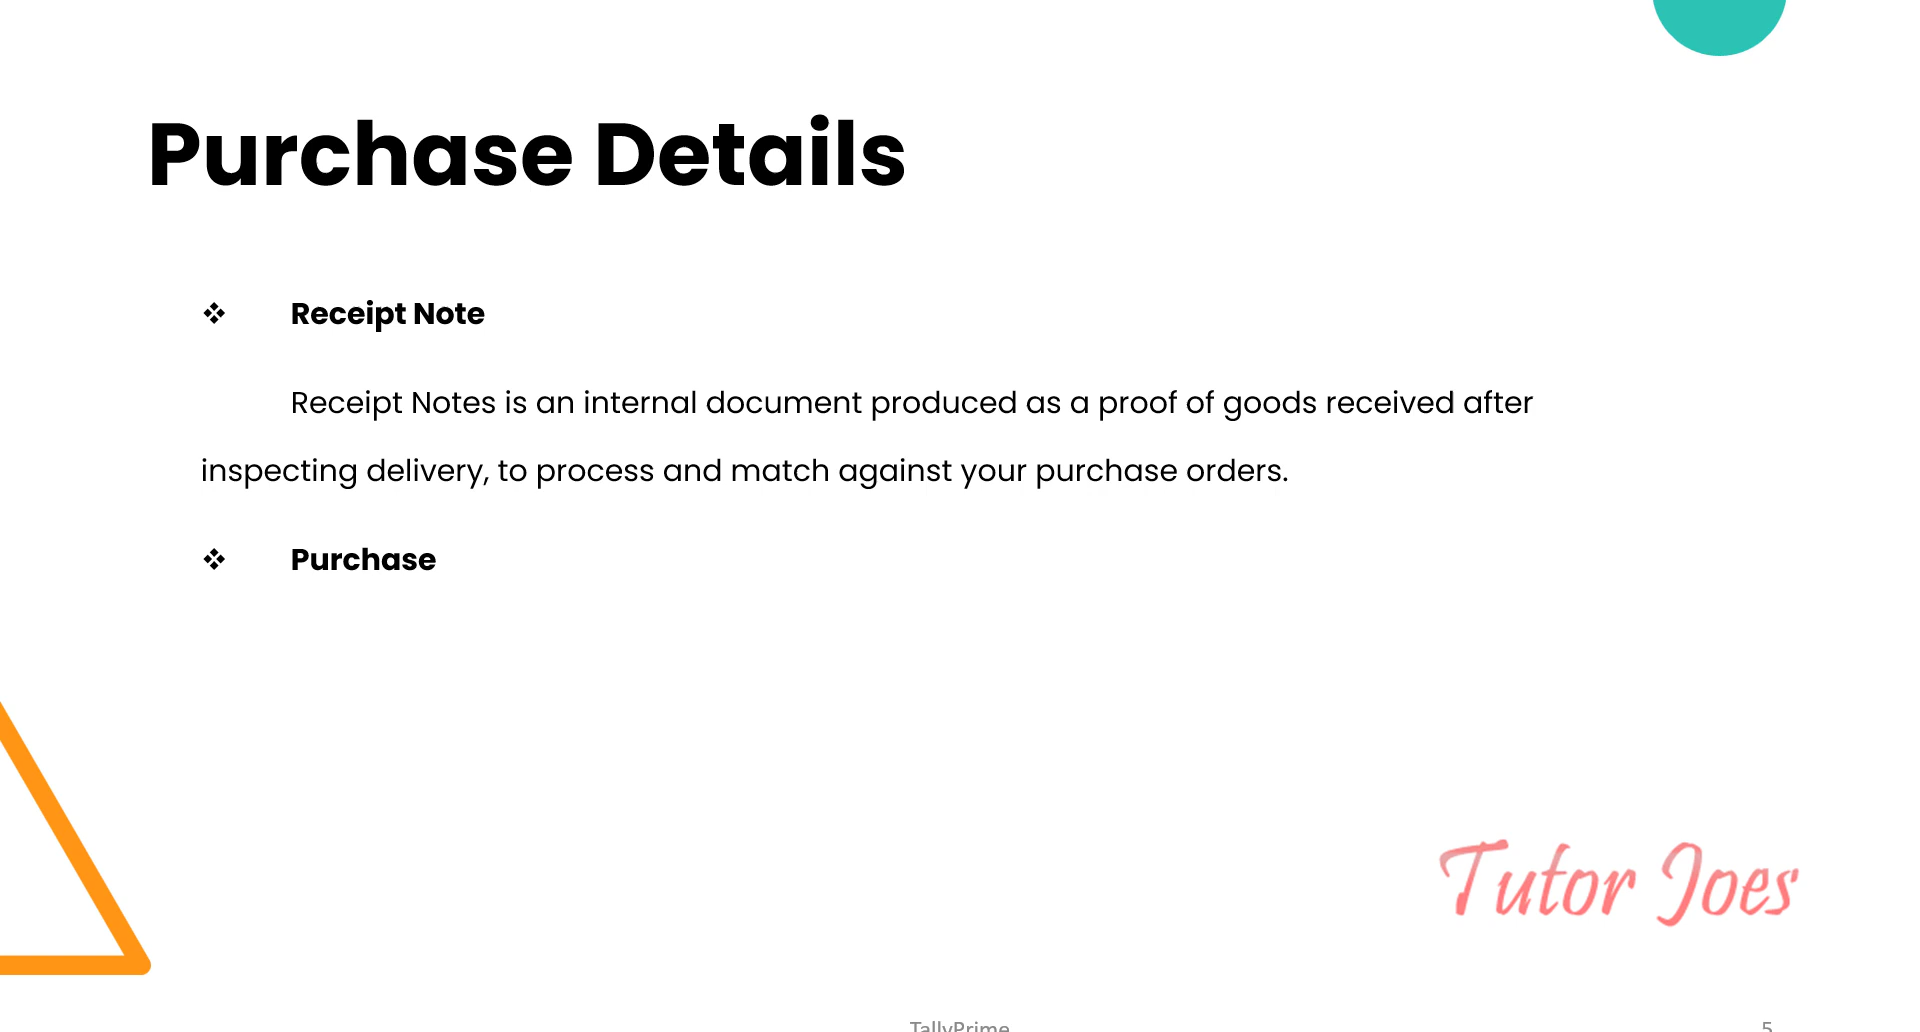 Purchase Details
❖ Receipt Note
Receipt Notes is an internal document produced as a proof of goods received after
inspecting delivery, to process and match against your purchase orders.
❖ Purchase
Tutor Joes
TallyPrime 5